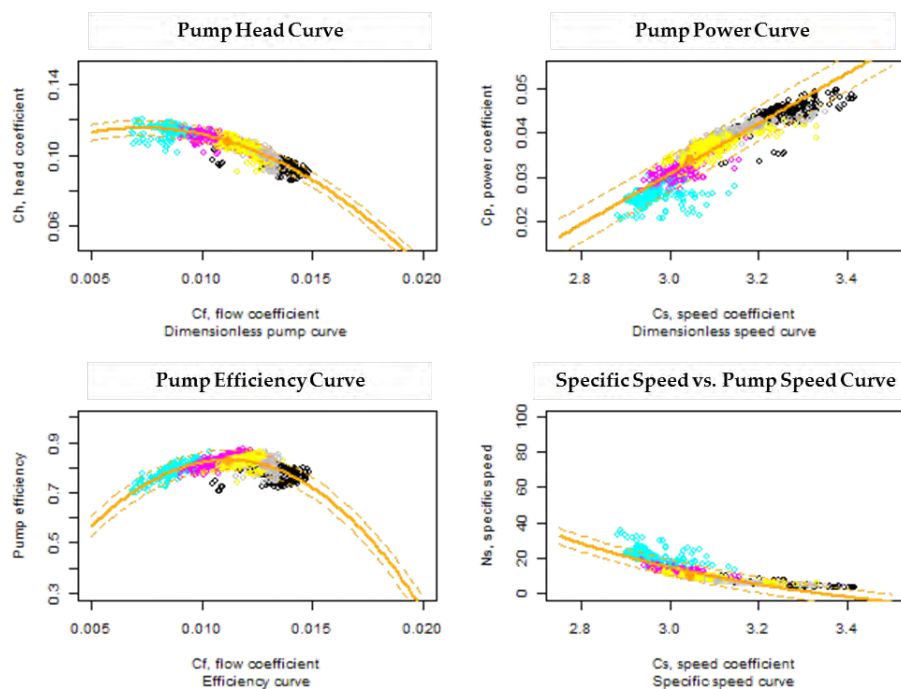 Pump Head Curve
Ch, head coefficient
0.06
0.10
0.14
0.005
0.010
0.015
0.020
Cf, flow coefficient
Dimensionless pump curve
Pump Power Curve
Cp, power coefficient
0.02
0.03
0.04
0.05
2.8
3.0
3.2
3.4
Cs, speed coefficient
Dimensionless speed curve
Pump Efficiency Curve
Pump efficiency
0.3
0.5
0.7
0.9
0.005
0.010
0.015
0.020
Cf, flow coefficient
Efficiency curve
Specific Speed vs. Pump Speed Curve
Ns, specific speed
0
20
40
60
80
100
2.8
3.0
3.2
3.4
Cs, speed coefficient
Specific speed curve